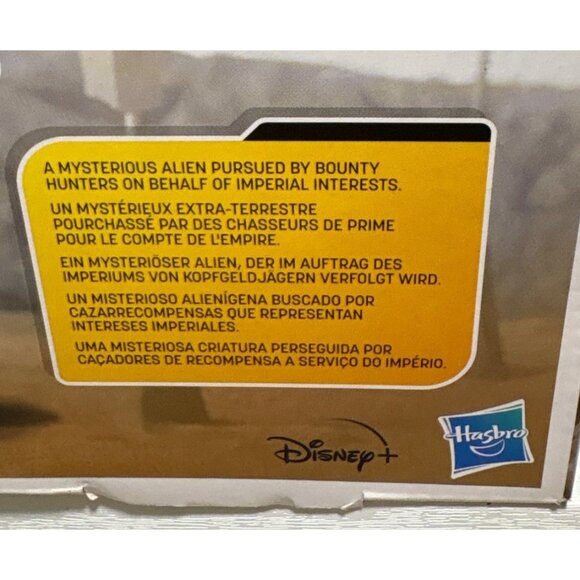 A MYSTERIOUS ALIEN PURSUED BY BOUNTY
HUNTERS ON BEHALF OF IMPERIAL INTERESTS.
UN MYSTÉRIEUX EXTRA-TERRESTRE
POURCHASSÉ PAR DES CHASSEURS DE PRIME
POUR LE COMPTE DE L'EMPIRE.
EIN MYSTERIÖSER ALIEN, DER IM AUFTRAG DES
IMPERIUMS VON KOPFGELDJÄGERN VERFOLGT WIRD.
UN MISTERIOSO ALIENÍGENA BUSCADO POR
CAZARRECOMPENSAS QUE REPRESENTAN
INTERESES IMPERIALES.
UMA MISTERIOSA CRIATURA PERSEGUIDA POR
CAÇADORES DE RECOMPENSA A SERVIÇO DO IMPÉRIO.
Disney+
Hasbro